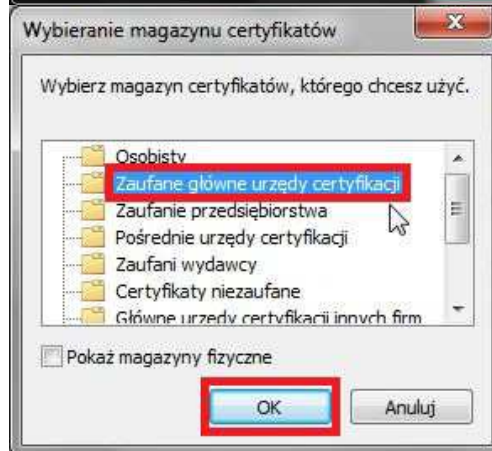 Wybieranie magazynu certyfikatów
Wybierz magazyn certyfikatów, którego chcesz użyć.
Osobisty
Zaufane główne urzędy certyfikacji
Zaufanie przedsiębiorstwa
Pośrednie urzędy certyfikacji
Zaufani wydawcy
Certyfikaty niezaufane
Główne urzędy certyfikacji innych firm
Pokaż magazyny fizyczne
OK
Anuluj